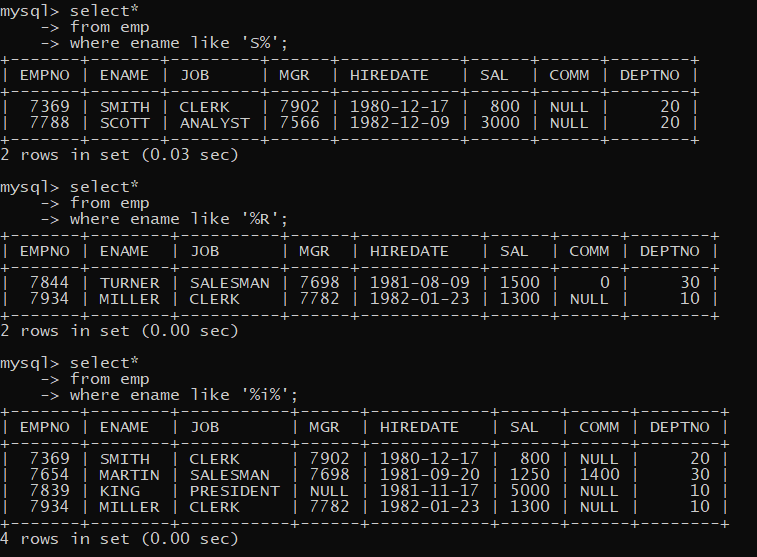 mysql> select*
    -> from emp
    -> where ename like 'S%';
+-------+-------+---------+------+------------+------+------+--------+
| EMPNO | ENAME | JOB     | MGR  | HIREDATE   | SAL  | COMM | DEPTNO |
+-------+-------+---------+------+------------+------+------+--------+
|  7369 | SMITH | CLERK   | 7902 | 1980-12-17 |  800 | NULL |     20 |
|  7788 | SCOTT | ANALYST | 7566 | 1982-12-09 | 3000 | NULL |     20 |
+-------+-------+---------+------+------------+------+------+--------+
2 rows in set (0.03 sec)

mysql> select*
    -> from emp
    -> where ename like '%R';
+-------+--------+----------+------+------------+------+------+--------+
| EMPNO | ENAME  | JOB      | MGR  | HIREDATE   | SAL  | COMM | DEPTNO |
+-------+--------+----------+------+------------+------+------+--------+
|  7844 | TURNER | SALESMAN | 7698 | 1981-08-09 | 1500 |    0 |     30 |
|  7934 | MILLER | CLERK    | 7782 | 1982-01-23 | 1300 | NULL |     10 |
+-------+--------+----------+------+------------+------+------+--------+
2 rows in set (0.00 sec)

mysql> select*
    -> from emp
    -> where ename like '%i%';
+-------+--------+-----------+------+------------+------+------+--------+
| EMPNO | ENAME  | JOB       | MGR  | HIREDATE   | SAL  | COMM | DEPTNO |
+-------+--------+-----------+------+------------+------+------+--------+
|  7369 | SMITH  | CLERK     | 7902 | 1980-12-17 |  800 | NULL |     20 |
|  7654 | MARTIN | SALESMAN  | 7698 | 1981-09-20 | 1250 | 1400 |     30 |
|  7839 | KING   | PRESIDENT | NULL | 1981-11-17 | 5000 | NULL |     10 |
|  7934 | MILLER | CLERK     | 7782 | 1982-01-23 | 1300 | NULL |     10 |
+-------+--------+-----------+------+------------+------+------+--------+
4 rows in set (0.00 sec)